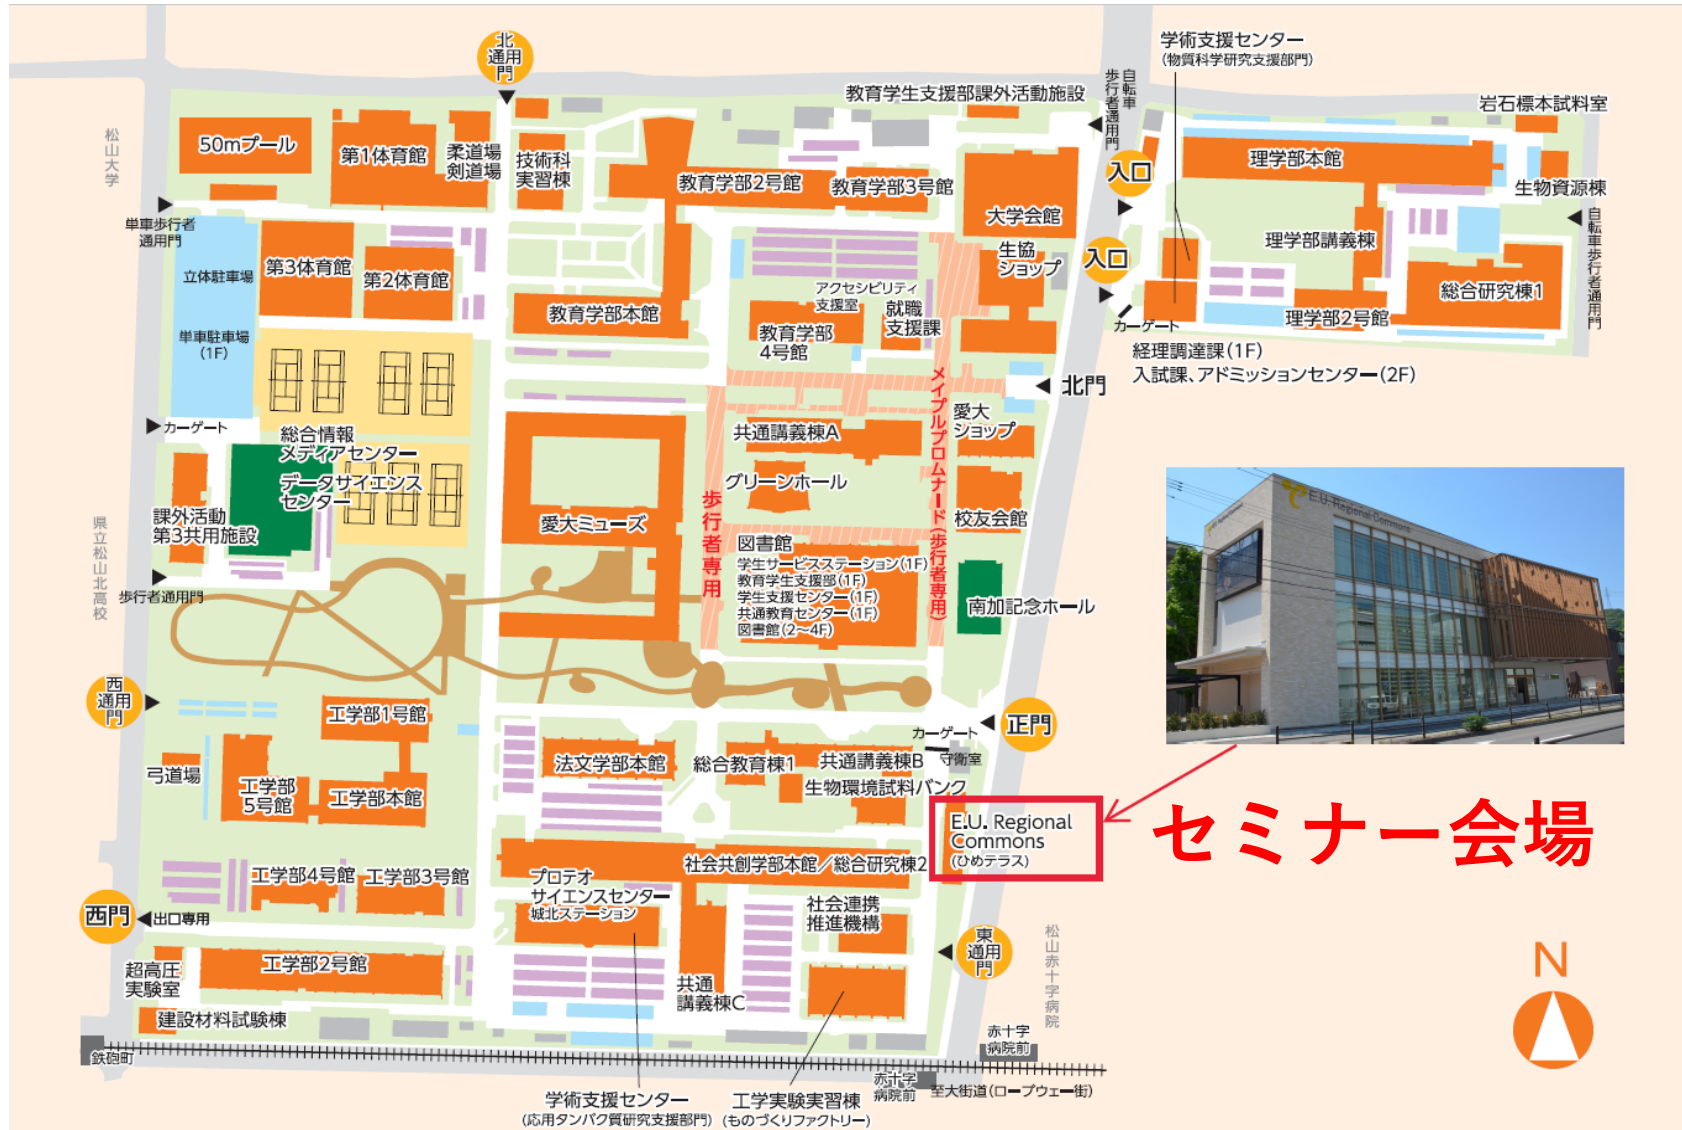 北
通用
門
学術支援センター
(物質科学研究支援部門)
教育学生支援部課外活動施設
自転車
歩行者通用門
岩石標本試料室
50mプール
第1体育館
柔道場
剣道場
技術科
実習棟
教育学部2号館
教育学部3号館
大学会館
入口
理学部本館
生物資源棟
松山大学
単車歩行者
通用門
自転車歩行者通用門
立体駐車場
第3体育館
第2体育館
生協
ショップ
入口
理学部講義棟
総合研究棟1
アクセシビリティ
支援室
就職
支援課
教育学部本館
教育学部
4号館
理学部2号館
カーゲート
単車駐車場
(1F)
経理調達課(1F)
入試課、アドミッションセンター(2F)
北門
メイプルプロムナード(歩行者専用)
カーゲート
総合情報
メディアセンター
データサイエンス
センター
共通講義棟A
愛大
ショップ
グリーンホール
歩行者専用
愛大ミューズ
校友会館
課外活動
第3共用施設
県立松山北高校
歩行者通用門
図書館
学生サービスステーション(1F)
教育学生支援部(1F)
学生支援センター(1F)
共通教育センター(1F)
図書館(2～4F)
南加記念ホール
E.U. Regional Commons
西
通用
門
工学部1号館
正門
カーゲート
守衛室
弓道場
工学部
5号館
工学部本館
法文学部本館
総合教育棟1
共通講義棟B
生物環境試料バンク
E.U. Regional
Commons
(ひめテラス)
セミナー会場
工学部4号館
工学部3号館
社会共創学部本館／総合研究棟2
プロテオ
サイエンスセンター
城北ステーション
社会連携
推進機構
西門
出口専用
東
通用
門
松山赤十字病院
超高圧
実験室
工学部2号館
共通
講義棟C
建設材料試験棟
N
鉄砲町
赤十字
病院前
赤十字
病院前
至大街道(ロープウェー街)
学術支援センター
(応用タンパク質研究支援部門)
工学実験実習棟
(ものづくりファクトリー)